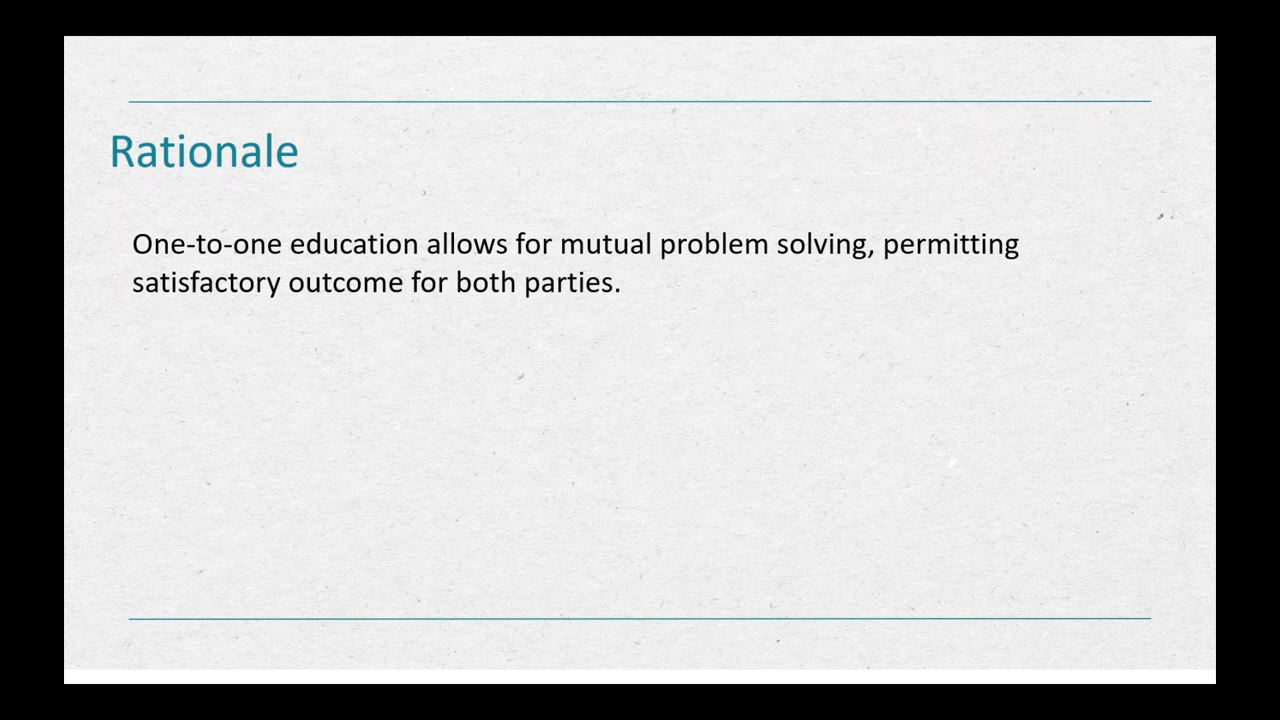 Rationale
One-to-one education allows for mutual problem solving, permitting
satisfactory outcome for both parties.